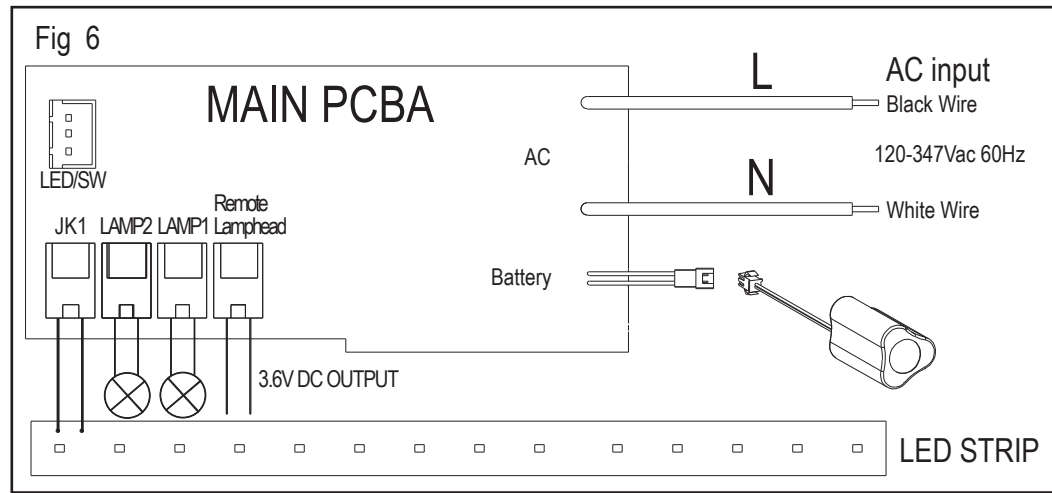 Fig 6
MAIN PCBA
L
AC input
Black Wire
120-347Vac 60Hz
AC
N
White Wire
LED/SW
JK1
LAMP2
LAMP1
Remote
Lamphead
Battery
3.6V DC OUTPUT
LED STRIP